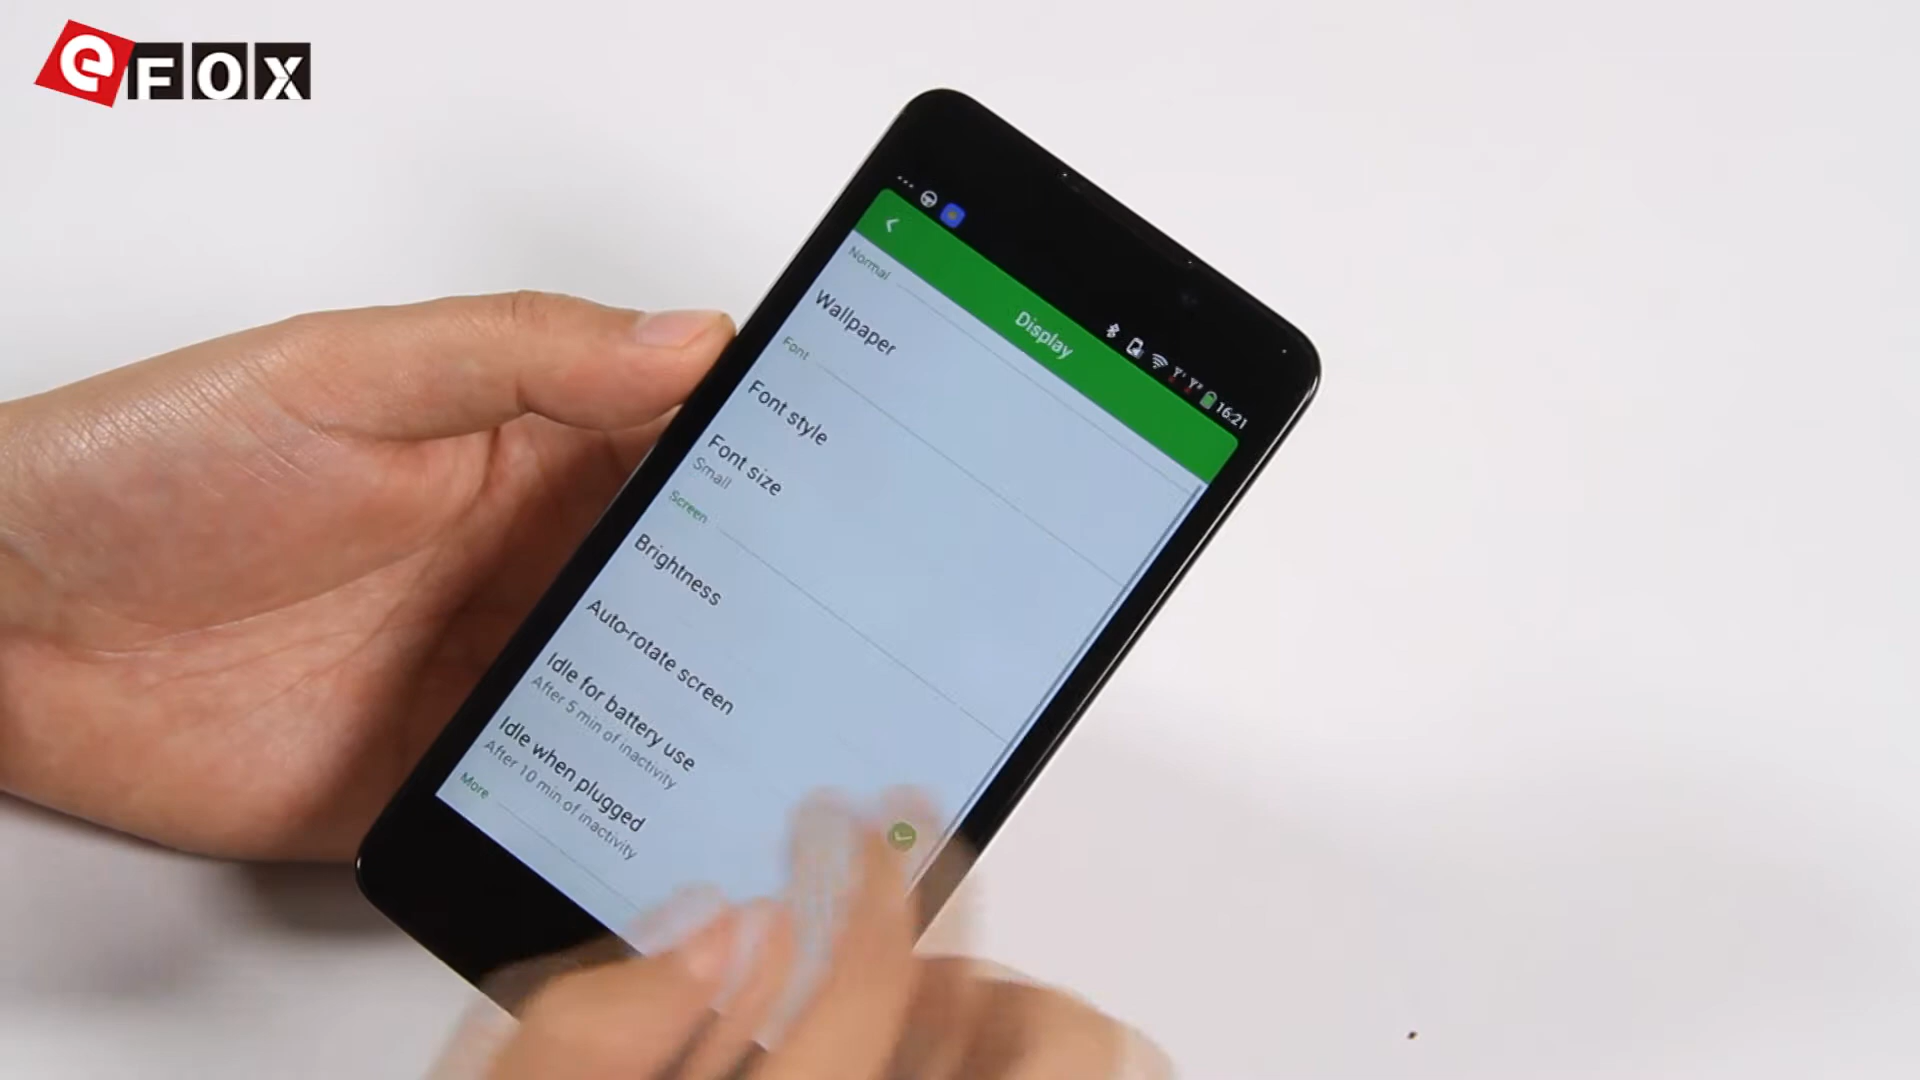 eFOX
16:21
Display
Normal
Wallpaper
Font
Font style
Font size
Small
Screen
Brightness
Auto-rotate screen
Idle for battery use
After 5 min of inactivity
Idle when plugged
After 10 min of inactivity
More